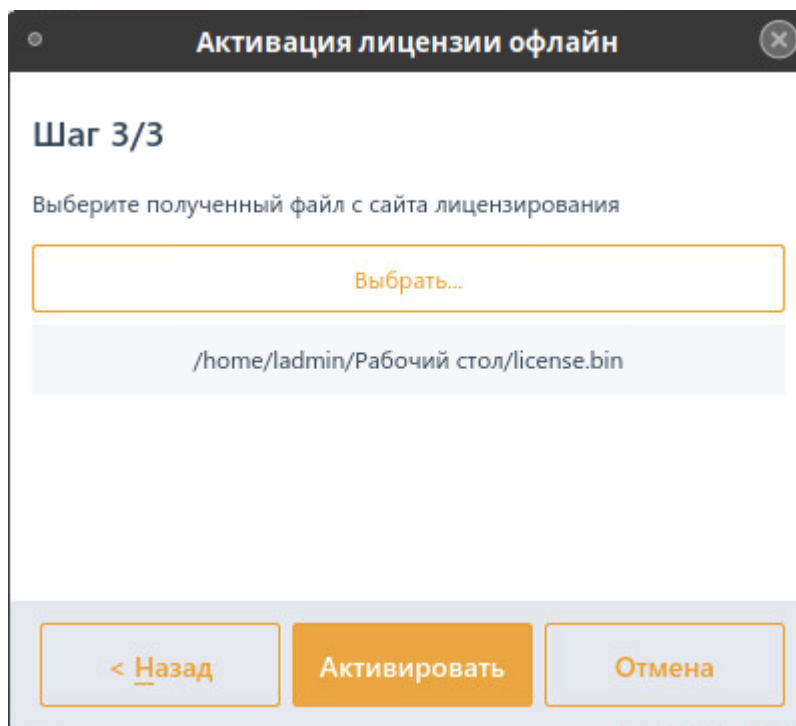 Активация лицензии офлайн
Шаг 3/3
Выберите полученный файл с сайта лицензирования
Выбрать...
/home/ladmin/Рабочий стол/license.bin
< Назад
Активировать
Отмена